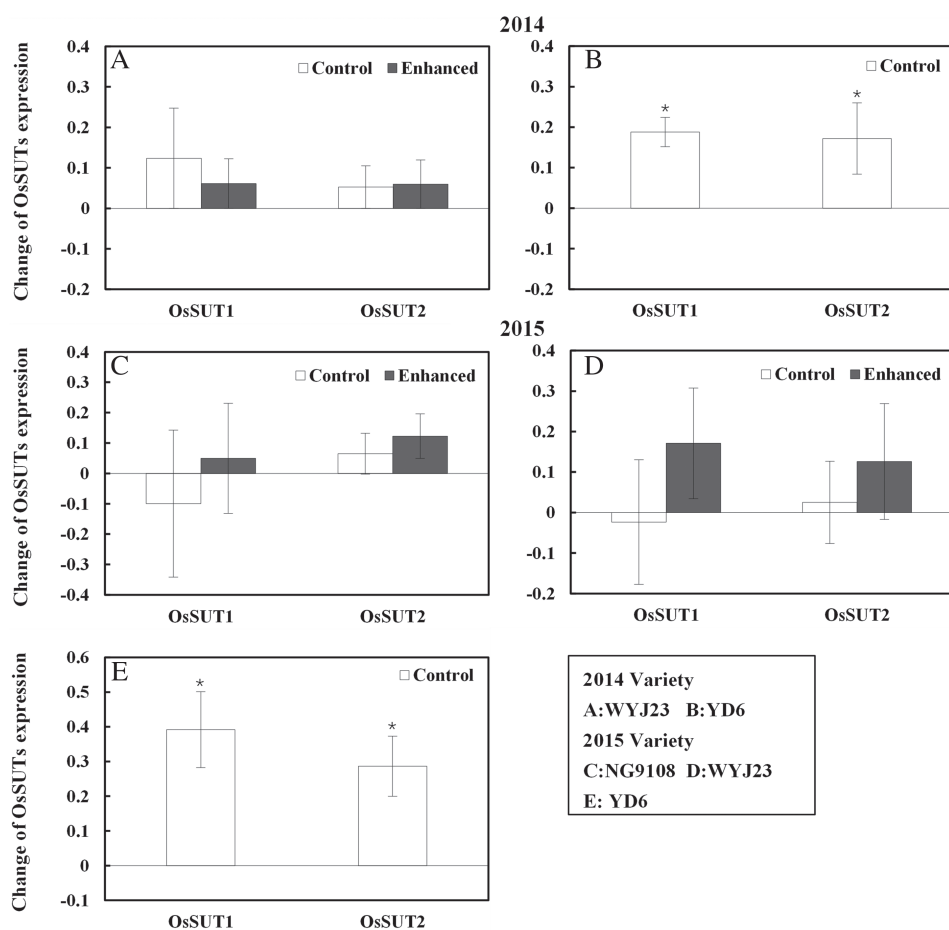 2014
Change of OsSUTs expression
A
Control Enhanced
0.4
0.3
0.2
0.1
0
-0.1
-0.2
OsSUT1 OsSUT2
B
Control
0.4
0.3
0.2
0.1
0
-0.1
-0.2
* *
OsSUT1 OsSUT2
2015
Change of OsSUTs expression
C
Control Enhanced
0.4
0.3
0.2
0.1
0
-0.1
-0.2
-0.3
-0.4
OsSUT1 OsSUT2
D
Control Enhanced
0.4
0.3
0.2
0.1
0
-0.1
-0.2
OsSUT1 OsSUT2
Change of OsSUTs expression
E
Control
0.6
0.5
0.4
0.3
0.2
0.1
0
-0.1
* *
OsSUT1 OsSUT2
2014 Variety
A:WYJ23 B:YD6
2015 Variety
C:NG9108 D:WYJ23
E: YD6